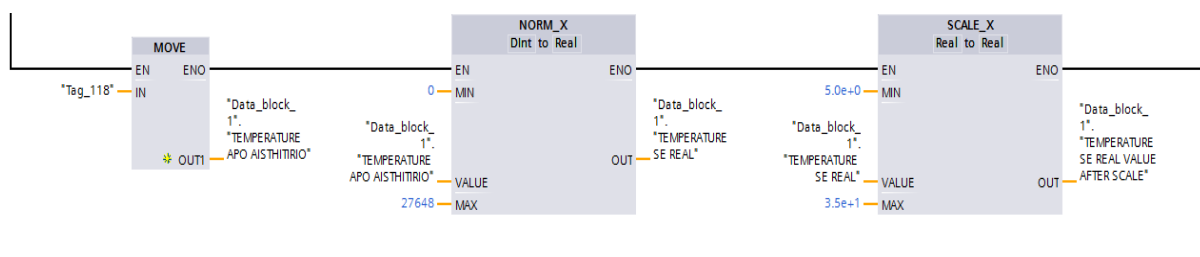 MOVE
EN ENO
"Tag_118" IN
"Data_block_
1".
"TEMPERATURE
APO AISTHITIRIO"
OUT1
NORM_X
DInt to Real
EN ENO
0 MIN
"Data_block_
1".
"TEMPERATURE
APO AISTHITIRIO"
VALUE
27648 MAX
OUT
"Data_block_
1".
"TEMPERATURE
SE REAL"
SCALE_X
Real to Real
EN ENO
5.0e+0 MIN
"Data_block_
1".
"TEMPERATURE
SE REAL"
VALUE
3.5e+1 MAX
OUT
"Data_block_
1".
"TEMPERATURE
SE REAL VALUE
AFTER SCALE"